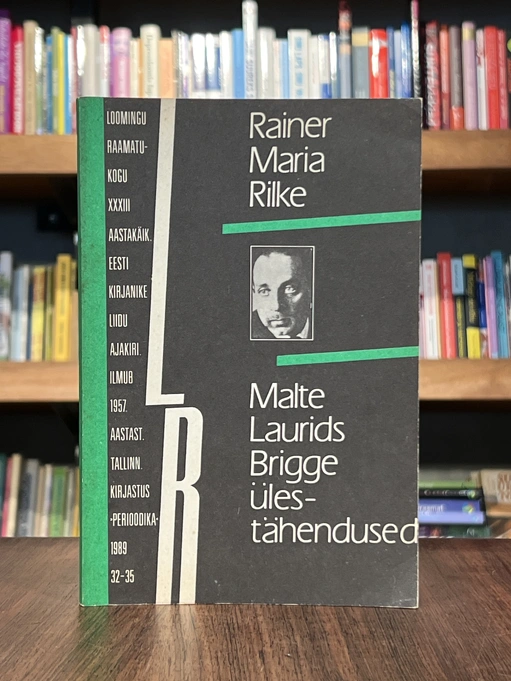 LOOMINGU
RAAMATU-
KOGU
XXXIII
AASTAKÄIK.
EESTI
KIRJANIKE
LIIDU
AJAKIRI.
ILMUB
1957.
AASTAST.
TALLINN.
KIRJASTUS
•PERIOODIKA•
1989
32-35
LR
Rainer
Maria
Rilke
Malte
Laurids
Brigge
üles-
tähendused